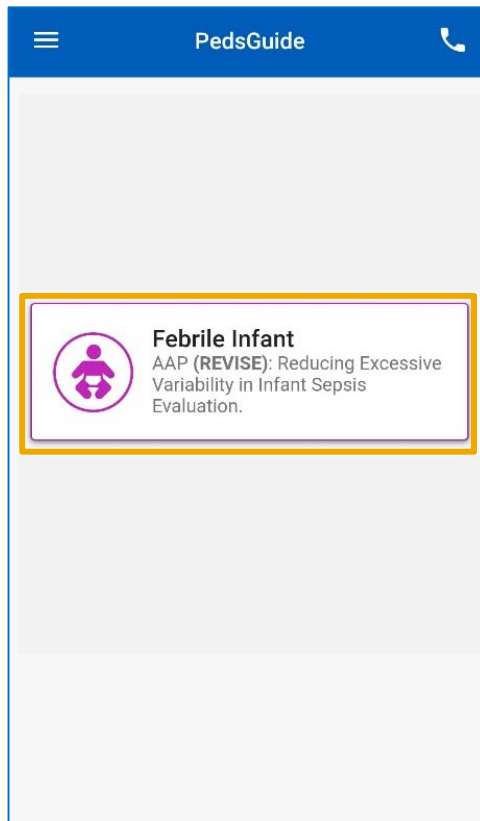 PedsGuide
Febrile Infant
AAP (REVISE): Reducing Excessive
Variability in Infant Sepsis
Evaluation.